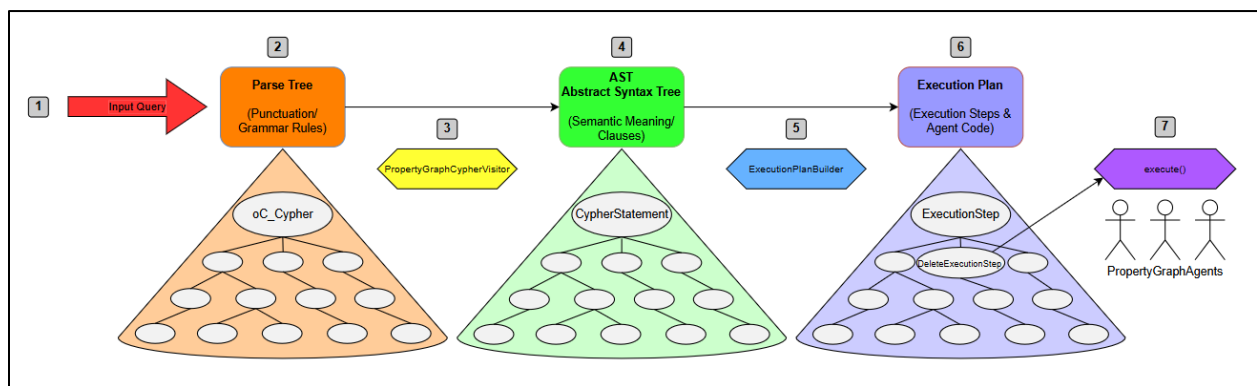 1
Input Query
2
Parse Tree
(Punctuation/
Grammar Rules)
3
PropertyGraphCypherVisitor
4
AST
Abstract Syntax Tree
(Semantic Meaning/
Clauses)
5
ExecutionPlanBuilder
6
Execution Plan
(Execution Steps &
Agent Code)
7
execute()
oC_Cypher
CypherStatement
ExecutionStep
DeleteExecutionStep
PropertyGraphAgents